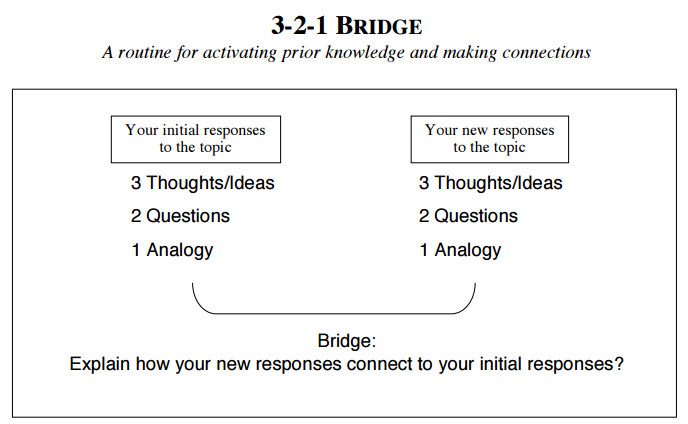 3-2-1 BRIDGE
A routine for activating prior knowledge and making connections
Your initial responses
to the topic
3 Thoughts/Ideas
2 Questions
1 Analogy
Your new responses
to the topic
3 Thoughts/Ideas
2 Questions
1 Analogy
Bridge:
Explain how your new responses connect to your initial responses?